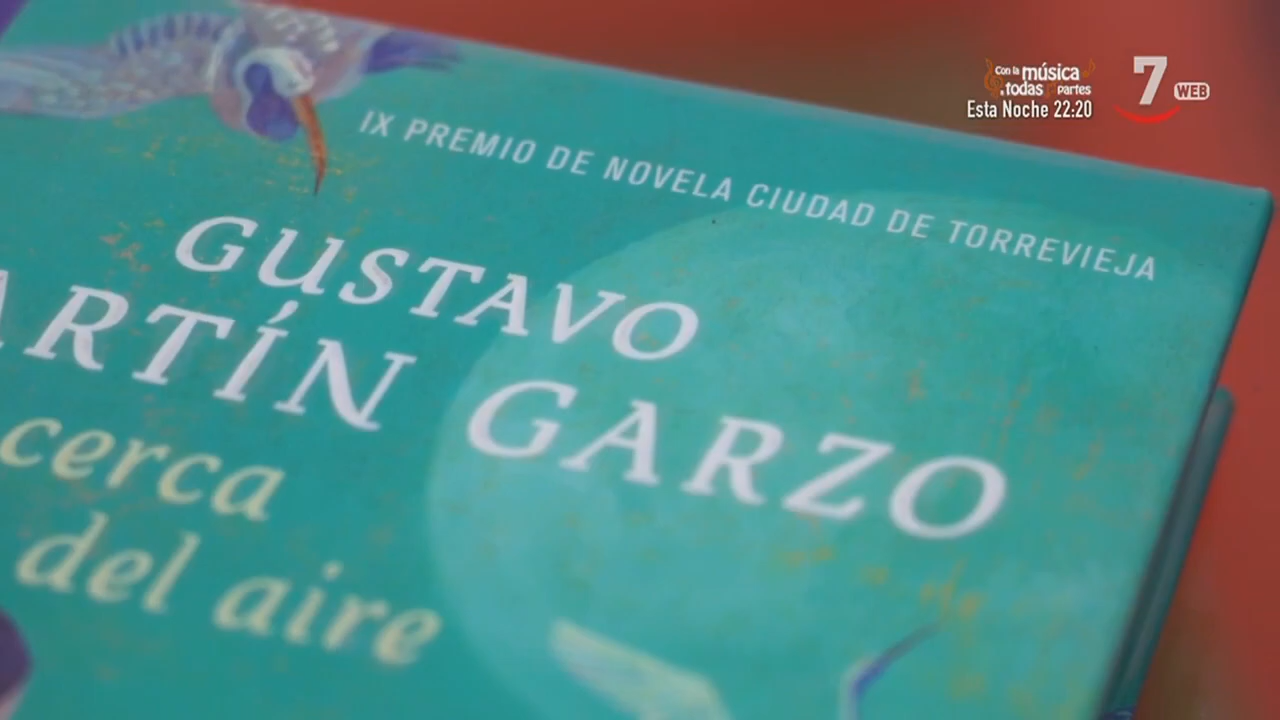 Con la música
a todas partes
Esta Noche 22:20
7
WEB
IX PREMIO DE NOVELA CIUDAD DE TORREVIEJA
GUSTAVO
ARTÍN GARZO
cerca
del aire